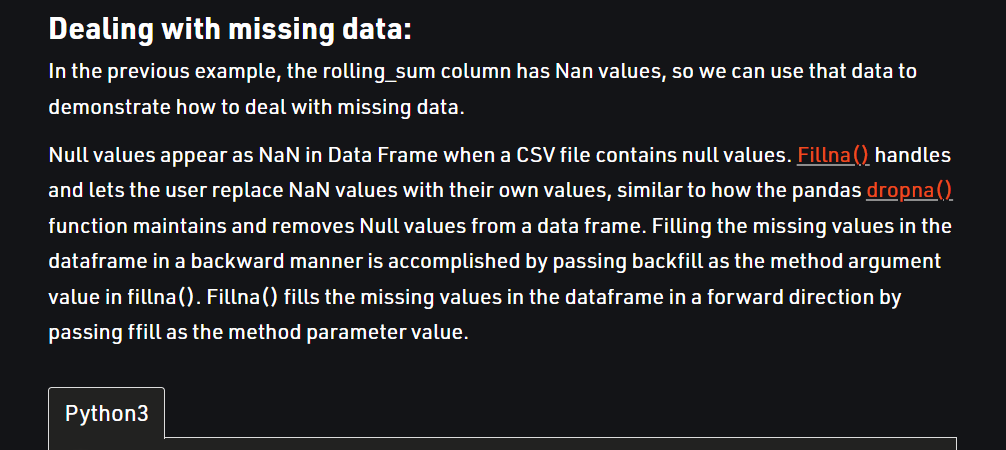 Dealing with missing data:
In the previous example, the rolling_sum column has Nan values, so we can use that data to
demonstrate how to deal with missing data.
Null values appear as NaN in Data Frame when a CSV file contains null values. Fillna() handles
and lets the user replace NaN values with their own values, similar to how the pandas dropna()
function maintains and removes Null values from a data frame. Filling the missing values in the
dataframe in a backward manner is accomplished by passing backfill as the method argument
value in fillna(). Fillna() fills the missing values in the dataframe in a forward direction by
passing ffill as the method parameter value.
Python3